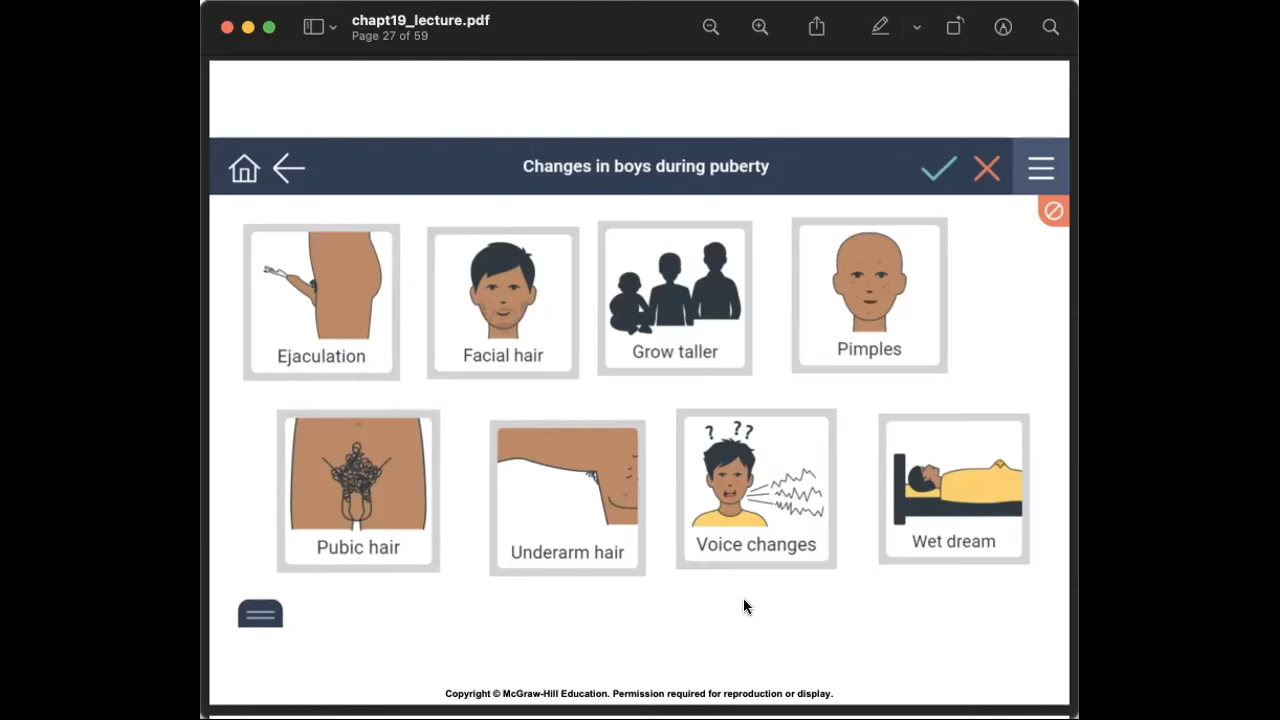 chapt19_lecture.pdf
Page 27 of 59
Changes in boys during puberty
Ejaculation
Facial hair
Grow taller
Pimples
? ??
Pubic hair
Underarm hair
Voice changes
Wet dream
Copyright © McGraw-Hill Education. Permission required for reproduction or display.